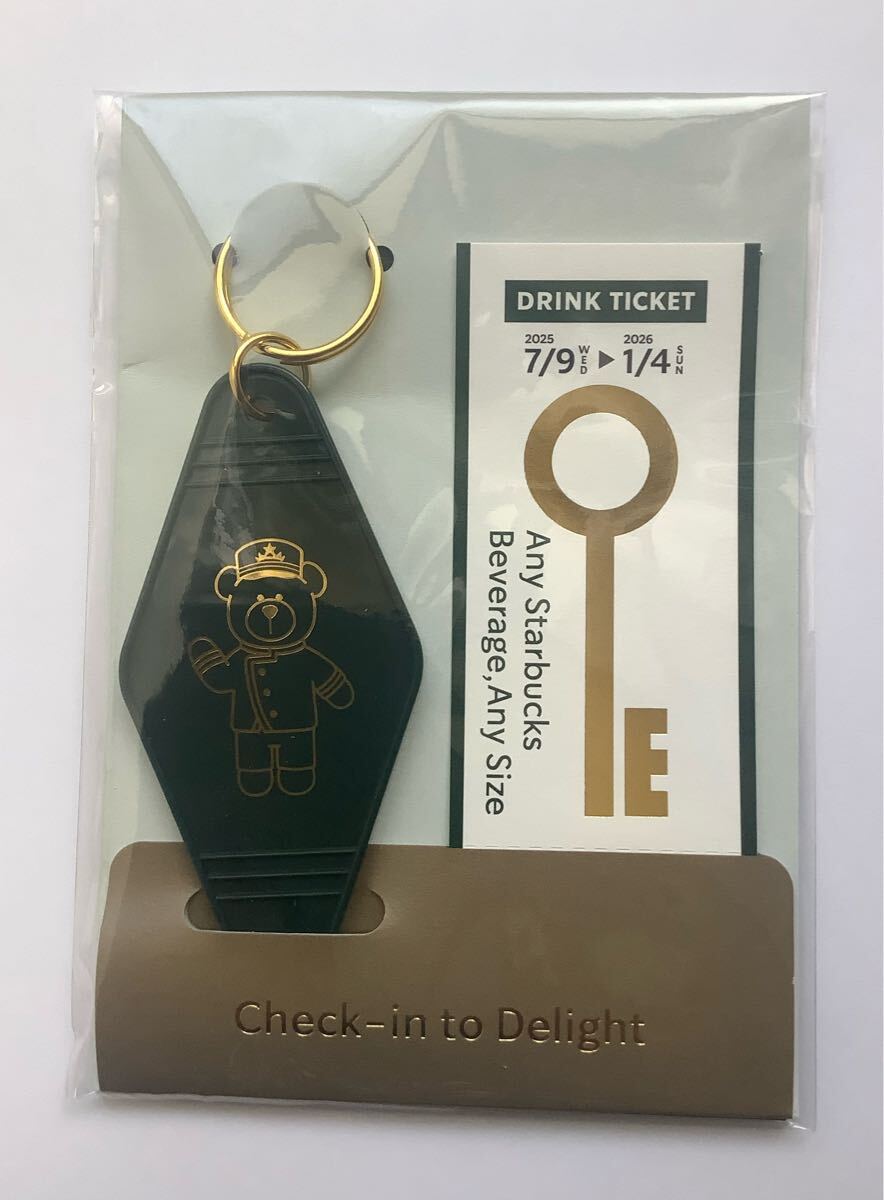 DRINK TICKET
2025
7/9 WED ▶ 2026 1/4 SUN
Any Starbucks
Beverage, Any Size
Check-in to Delight